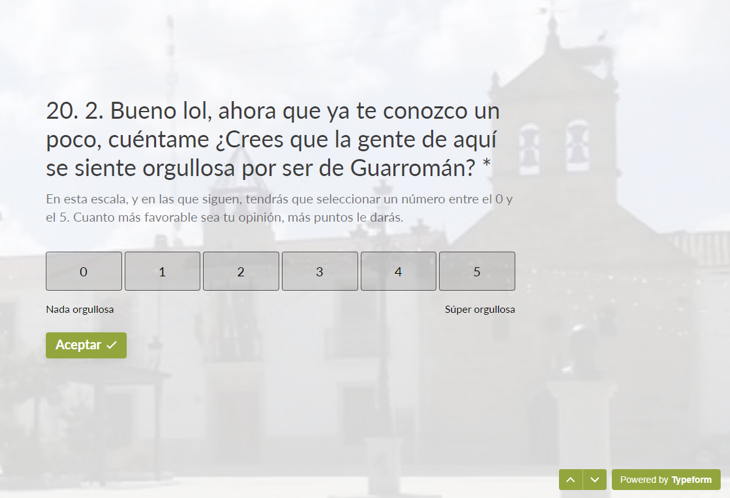 20. 2. Bueno lol, ahora que ya te conozco un
poco, cuéntame ¿Crees que la gente de aquí
se siente orgullosa por ser de Guarromán? *
En esta escala, y en las que siguen, tendrás que seleccionar un número entre el 0 y
el 5. Cuanto más favorable sea tu opinión, más puntos le darás.
0 1 2 3 4 5
Nada orgullosa Súper orgullosa
Aceptar
Powered by Typeform